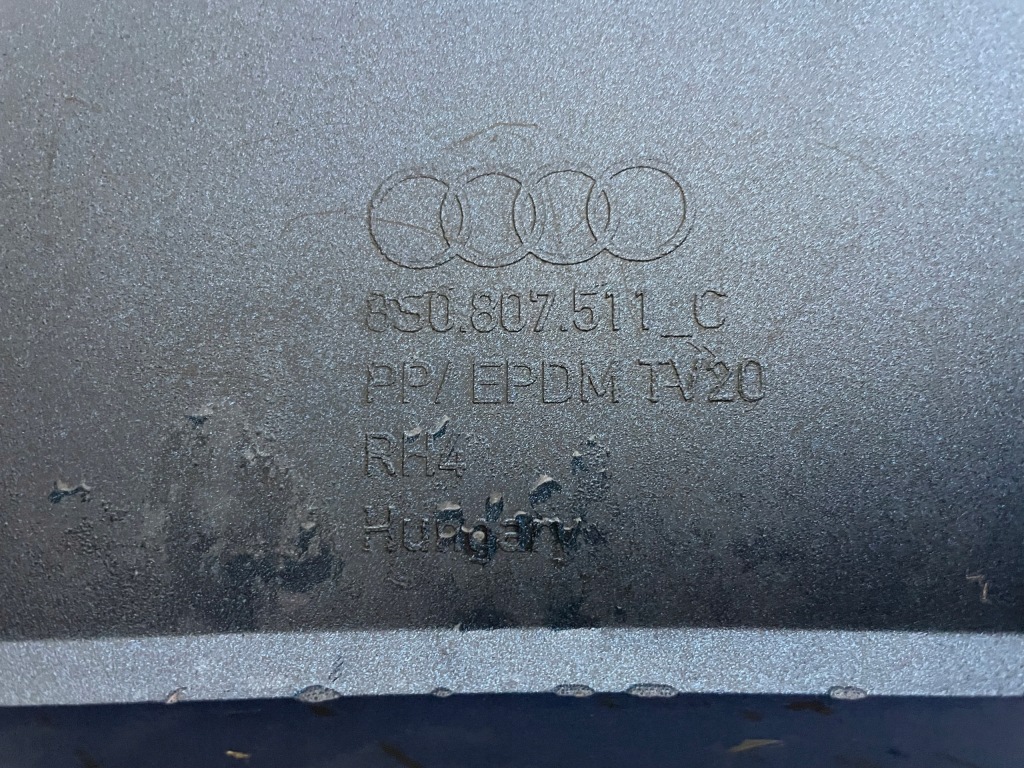 8S0.807.511_C
PP/ EPDM TV20
RH4
Hungary